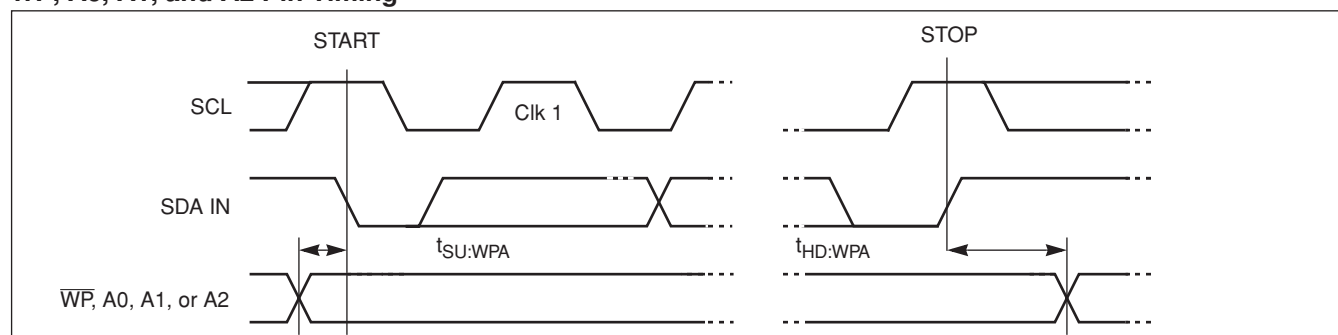 WP, A0, A1, and A2 Pin Timing
START
STOP
SCL
Clk 1
SDA IN
tSU:WPA
tHD:WPA
W̅P̅, A0, A1, or A2